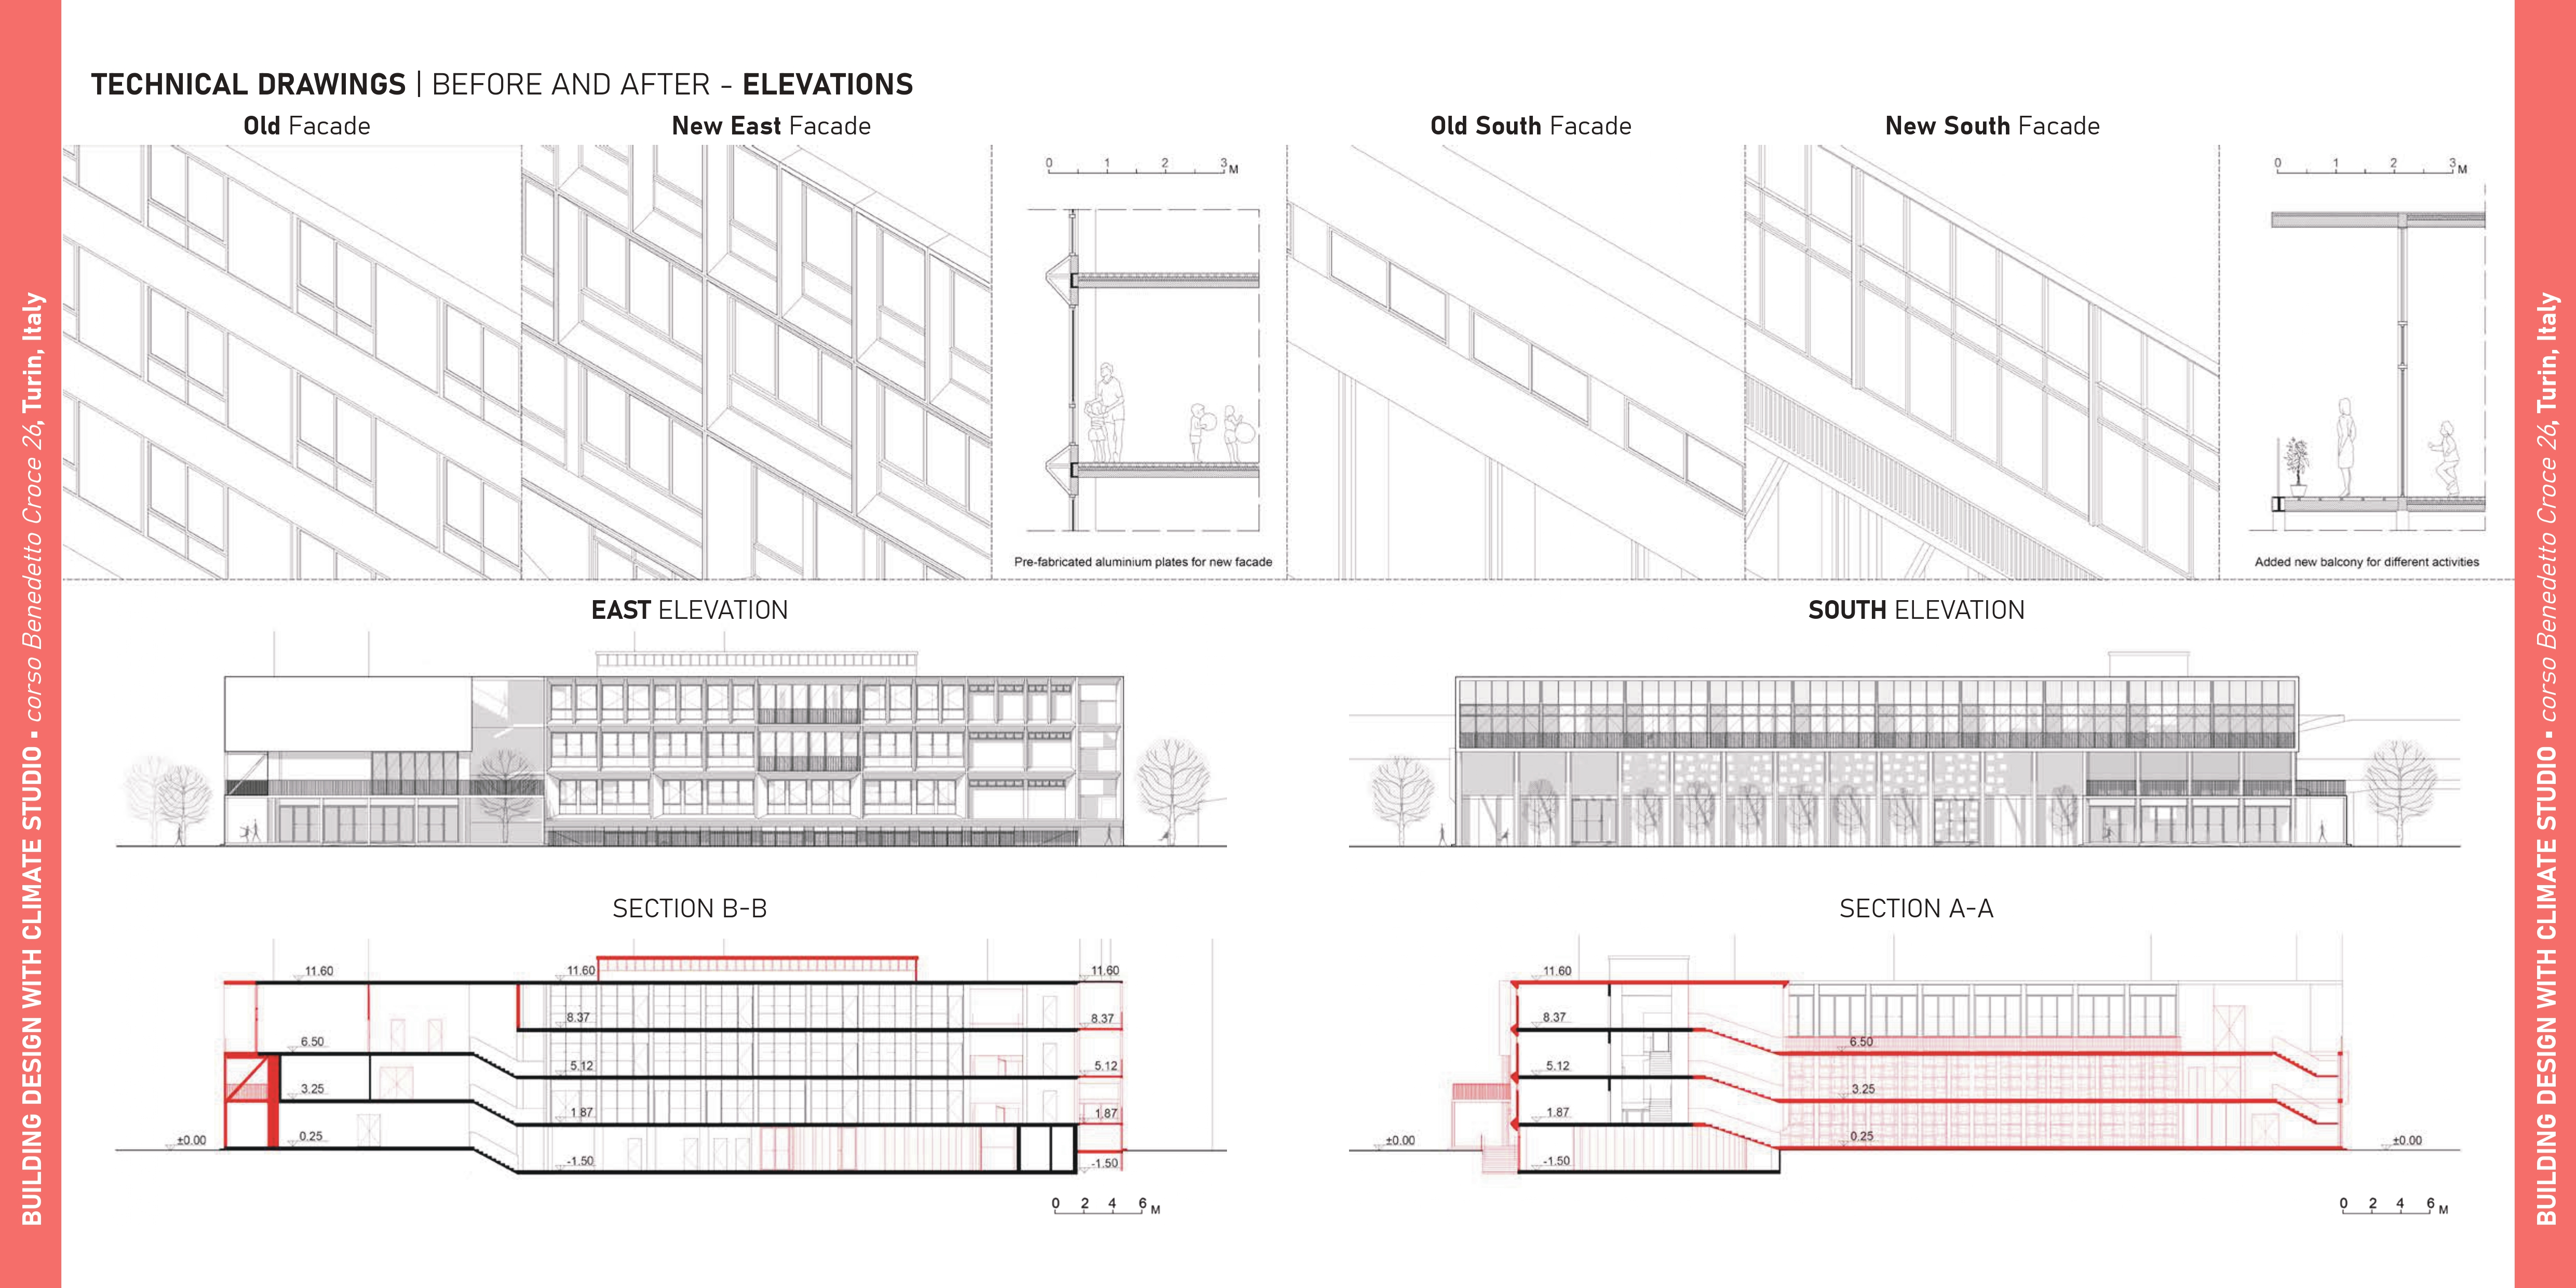 BUILDING DESIGN WITH CLIMATE STUDIO ▪ corso Benedetto Croce 26, Turin, Italy
TECHNICAL DRAWINGS | BEFORE AND AFTER - ELEVATIONS
Old Facade
New East Facade
0 1 2 3 M
Pre-fabricated aluminium plates for new facade
Old South Facade
New South Facade
0 1 2 3 M
Added new balcony for different activities
EAST ELEVATION
SOUTH ELEVATION
SECTION B-B
11.60 11.60 11.60
8.37 8.37
6.50
5.12 5.12
3.25
1.87 1.87
±0.00 0.25
-1.50 -1.50
0 2 4 6 M
SECTION A-A
11.60
8.37
6.50
5.12
3.25
1.87
±0.00 0.25 ±0.00
-1.50
0 2 4 6 M
BUILDING DESIGN WITH CLIMATE STUDIO ▪ corso Benedetto Croce 26, Turin, Italy